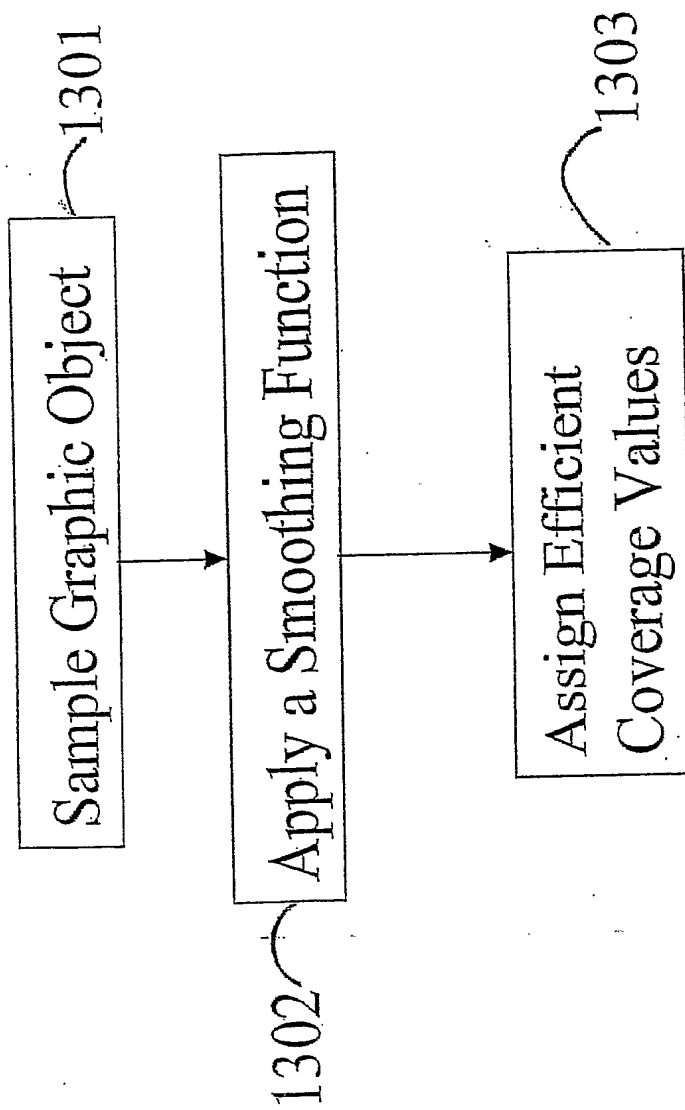 Sample Graphic Object
1301
Apply a Smoothing Function
1302
Assign Efficient
Coverage Values
1303